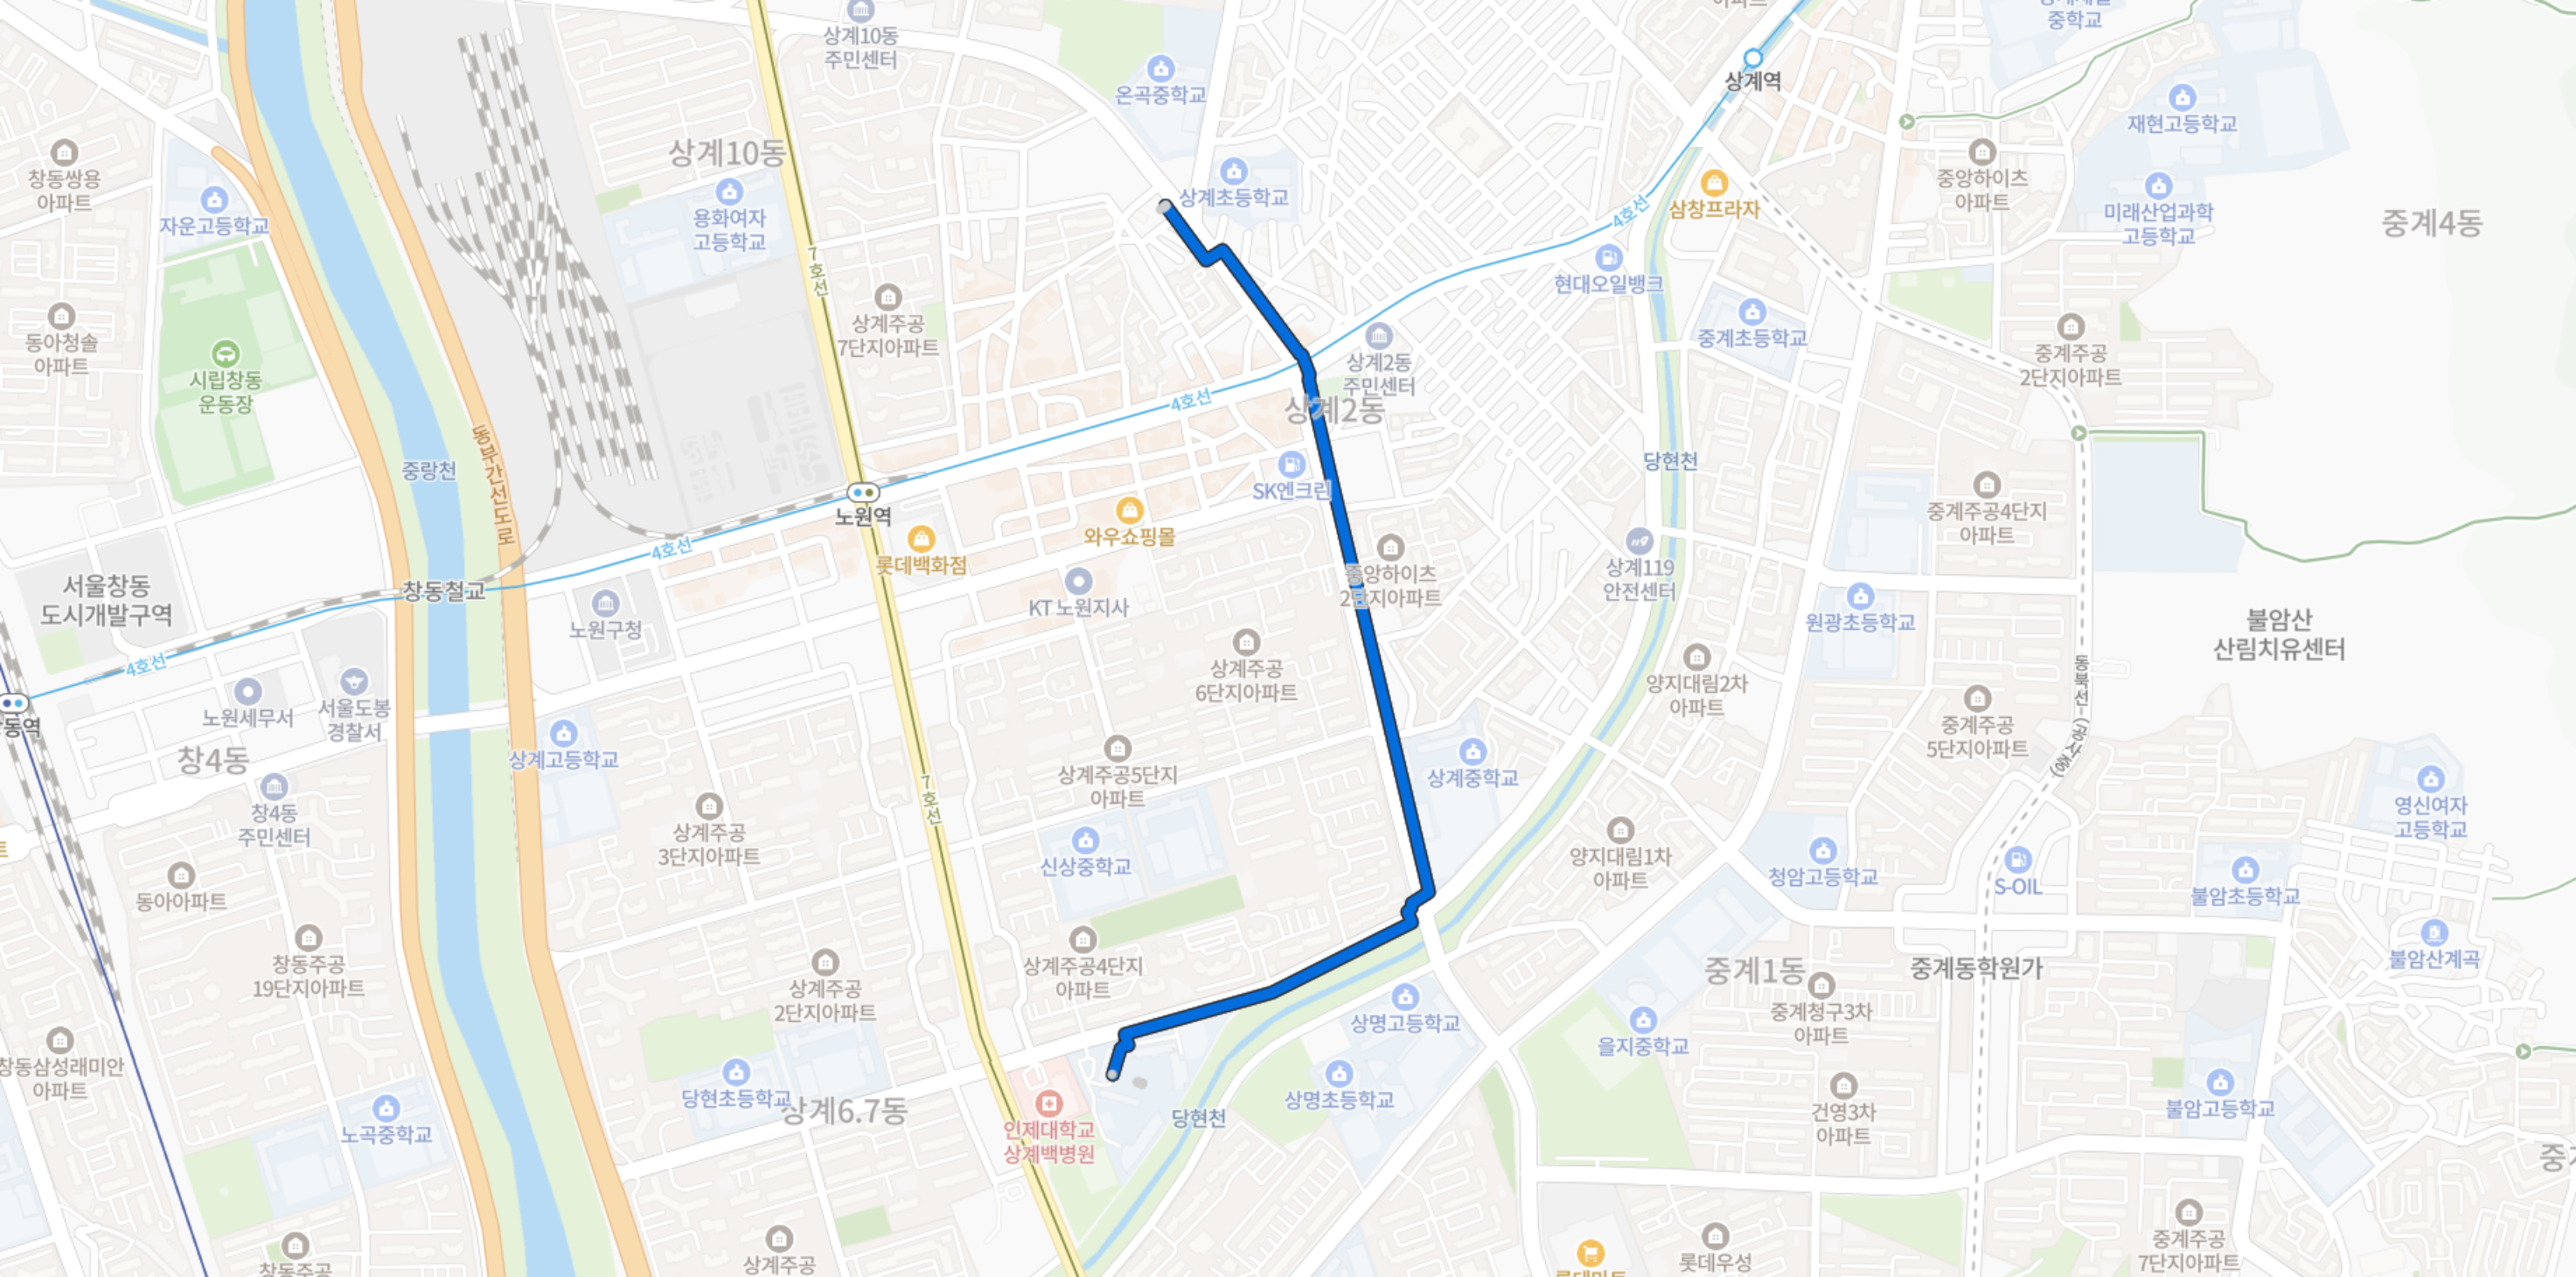 상계10동
주민센터
아파트
중학교
온곡중학교
상계역
재현고등학교
창동쌍용
아파트
자운고등학교
상계10동
용화여자
고등학교
상계초등학교
4호선
삼창프라자
중앙하이츠
아파트
미래산업과학
고등학교
중계4동
7호선
현대오일뱅크
상계주공
7단지아파트
동아청솔
아파트
시립창동
운동장
상계2동
주민센터
4호선
상계2동
중계초등학교
중계주공
2단지아파트
동부간선도로
중랑천
SK엔크린
당현천
노원역
롯데백화점
와우쇼핑몰
4호선
중계주공4단지
아파트
서울창동
도시개발구역
창동철교
노원구청
KT 노원지사
중앙하이츠
2단지아파트
상계119
안전센터
원광초등학교
불암산
산림치유센터
4호선
노원세무서
서울도봉
경찰서
상계주공
6단지아파트
양지대림2차
아파트
중계주공
5단지아파트
동북선 (공사중)
창4동
상계고등학교
상계주공5단지
아파트
상계중학교
7호선
영신여자
고등학교
창4동
주민센터
상계주공
3단지아파트
신상중학교
양지대림1차
아파트
청암고등학교
S-OIL
불암초등학교
동아아파트
창동주공
19단지아파트
상계주공
2단지아파트
상계주공4단지
아파트
중계1동
중계동학원가
불암산계곡
상명고등학교
을지중학교
중계청구3차
아파트
창동삼성래미안
아파트
노곡중학교
당현초등학교
상계6.7동
인제대학교
상계백병원
당현천
상명초등학교
건영3차
아파트
불암고등학교
창동주공
상계주공
롯데우성
중계주공
7단지아파트